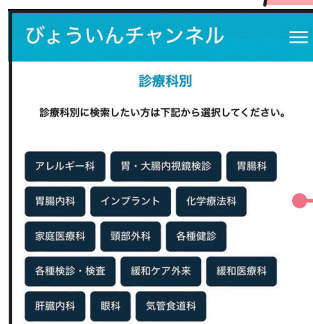 びょういんチャンネル
診療科別
診療科別に検索したい方は下記から選択してください。
アレルギー科 胃・大腸内視鏡検診 胃腸科
胃腸内科 インプラント 化学療法科
家庭医療科 頭部外科 各種健診
各種検診・検査 緩和ケア外来 緩和医療科
肝臓内科 眼科 気管食道科